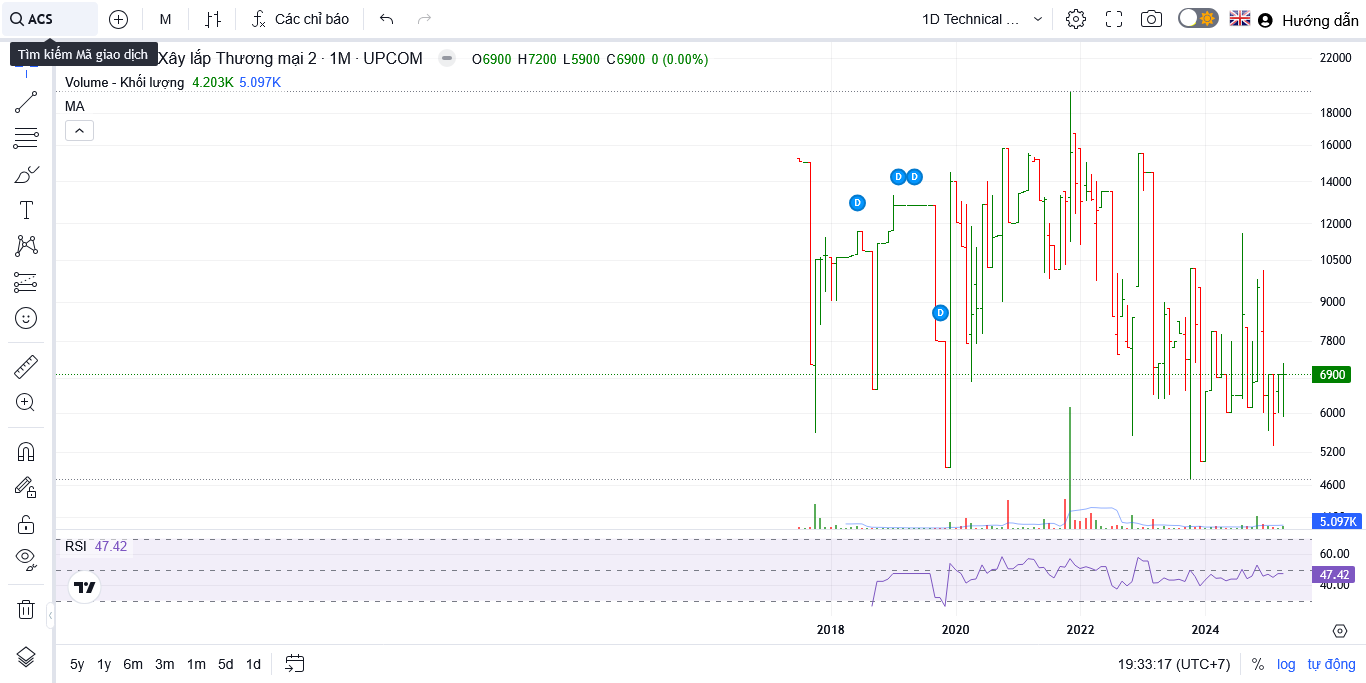 ACS
M
Các chỉ báo
1D Technical ...
Hướng dẫn
Tìm kiếm Mã giao dịch
Xây lắp Thương mại 2 · 1M · UPCOM
O6900 H7200 L5900 C6900 0 (0.00%)
Volume - Khối lượng 4.203K 5.097K
MA
D
D D
D
22000
18000
16000
14000
12000
10500
9000
7800
6900
6000
5200
4600
5.097K
RSI 47.42
60.00
47.42
40.00
2018 2020 2022 2024
5y 1y 6m 3m 1m 5d 1d
19:33:17 (UTC+7) % log tự động